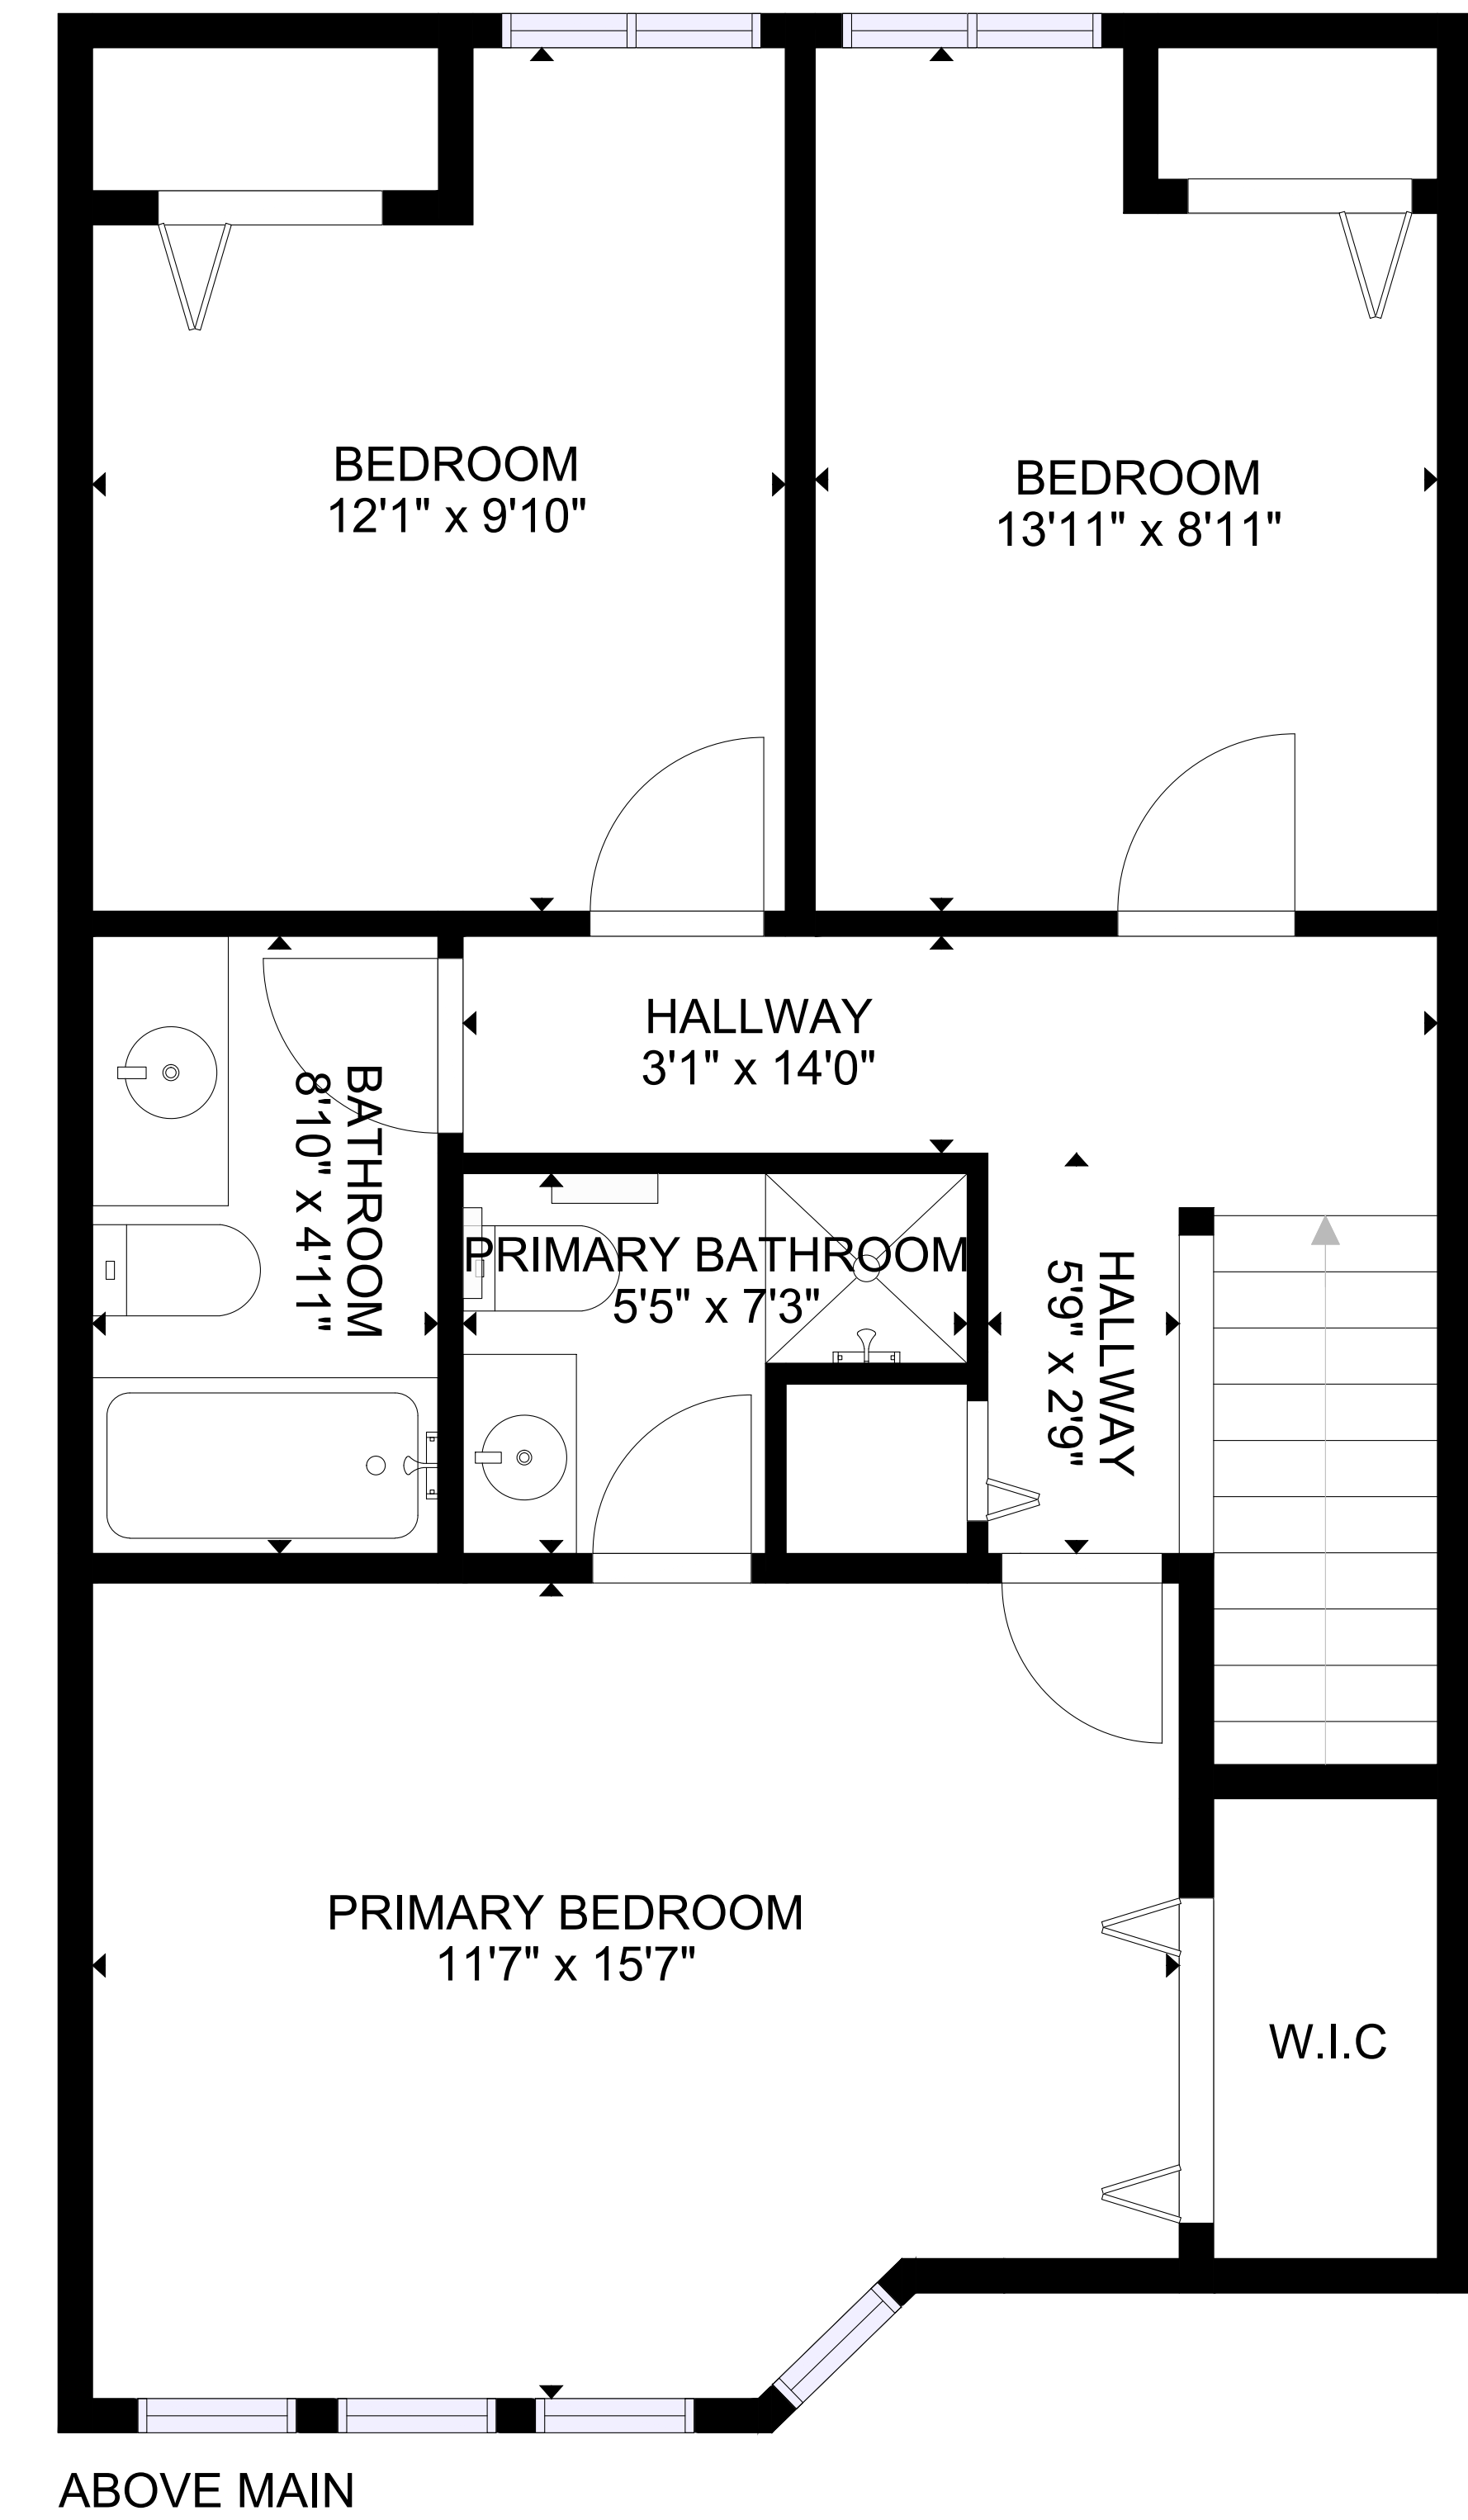 BEDROOM
12'1" x 9'10"
BEDROOM
13'11" x 8'11"
HALLWAY
3'1" x 14'0"
BATHROOM
8'10" x 4'11"
PRIMARY BATHROOM
5'5" x 7'3"
HALLWAY
5'9" x 2'9"
PRIMARY BEDROOM
11'7" x 15'7"
W.I.C
ABOVE MAIN